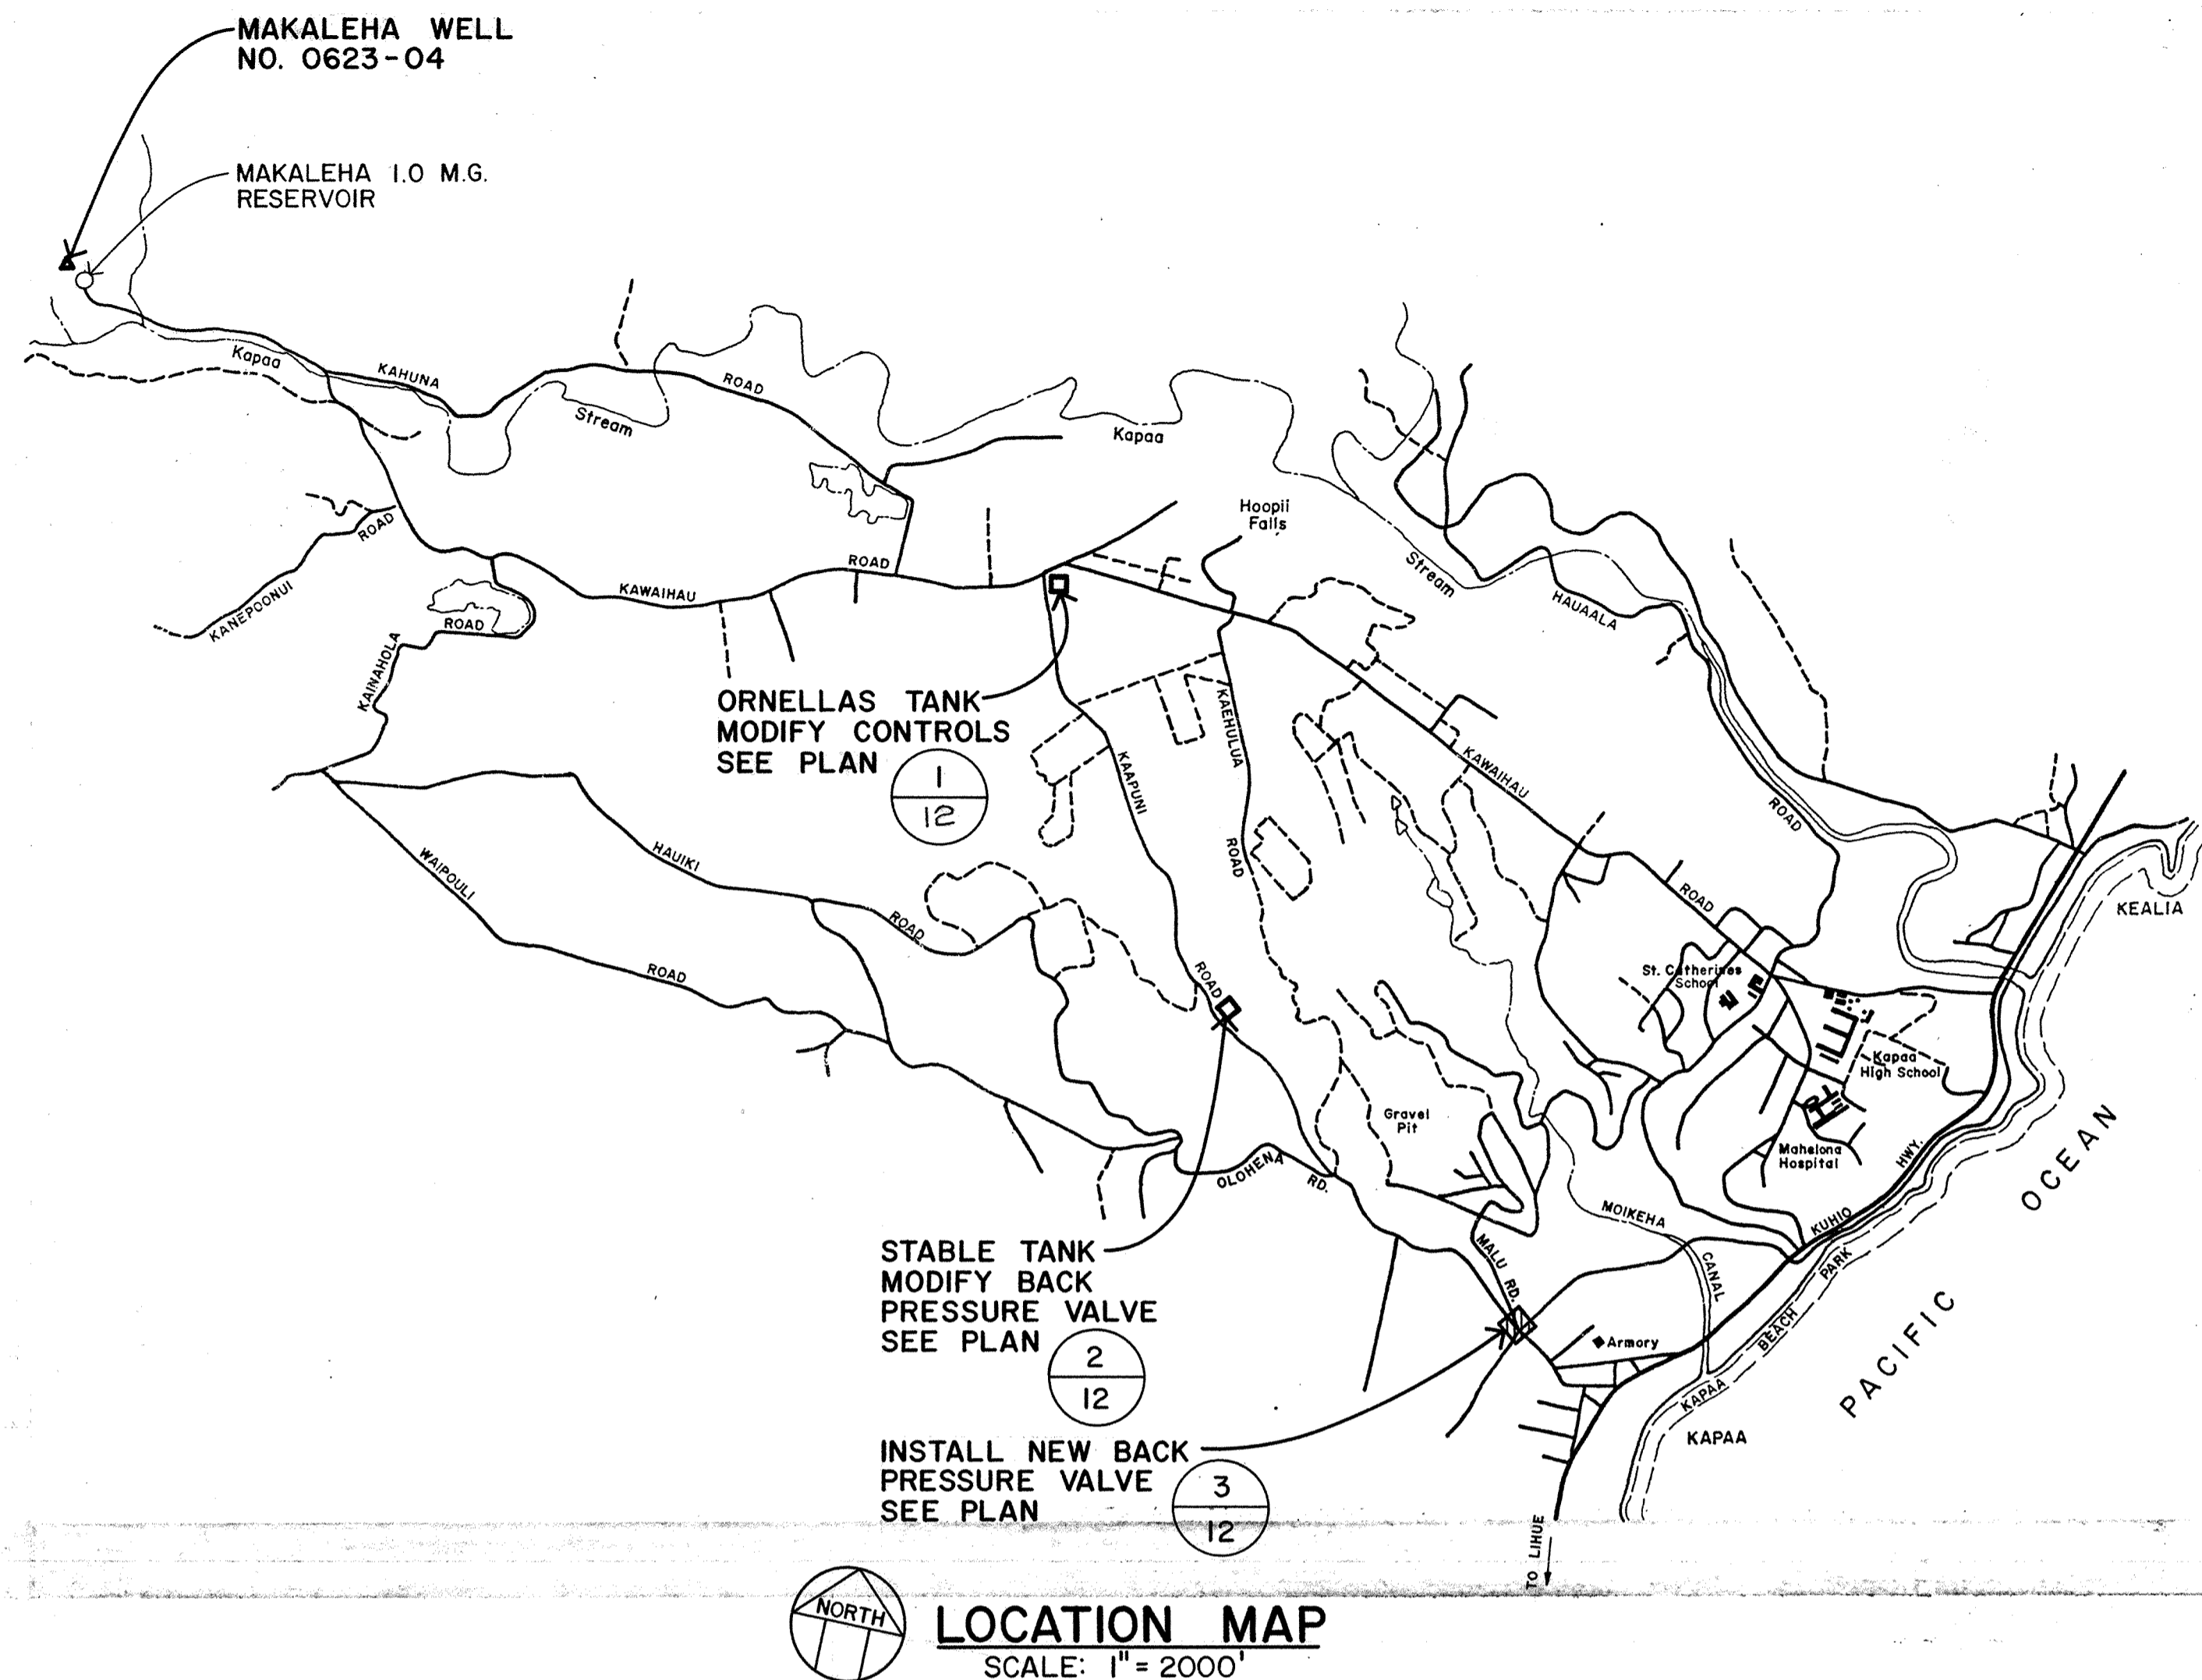 MAKALEHA WELL
NO. 0623-04
MAKALEHA 1.0 M.G.
RESERVOIR
Kapaa
KAHUNA
ROAD
Stream
Kapaa
Hoopii
Falls
Stream
HAUAALA
ROAD
ROAD
KANEPOONUI
KAWAIHAU
ROAD
ROAD
KAINAHOLA
ORNELLAS TANK
MODIFY CONTROLS
SEE PLAN
1
12
KAEHULUA
ROAD
KAAPUNI
ROAD
KAWAIHAU
ROAD
WAIPOULI
ROAD
HAUIKI
ROAD
KEALIA
St. Catherines
School
Kapaa
High School
Mahelona
Hospital
Gravel
Pit
OLOHENA
RD.
MOIKEHA
CANAL
MALU RD.
KUHIO
HWY.
KAPAA
BEACH
PARK
PACIFIC OCEAN
Armory
KAPAA
STABLE TANK
MODIFY BACK
PRESSURE VALVE
SEE PLAN
2
12
INSTALL NEW BACK
PRESSURE VALVE
SEE PLAN
3
12
TO LIHUE
NORTH
LOCATION MAP
SCALE: 1" = 2000'